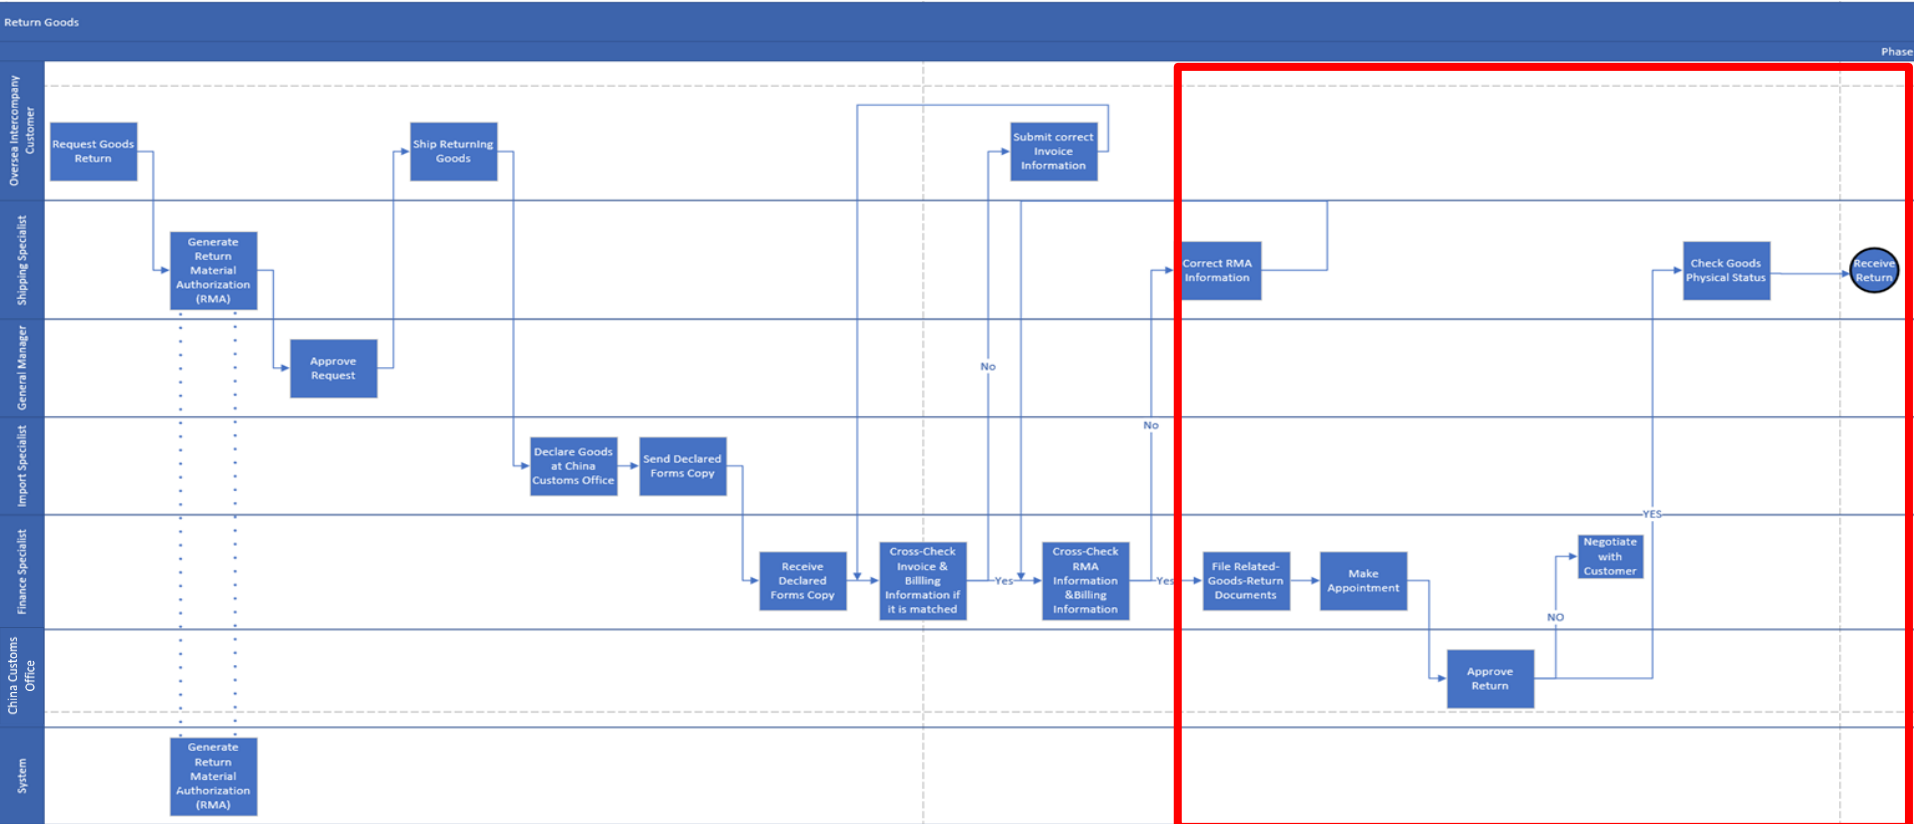 Return Goods
Phase
Oversea Intercompany
Customer
Request Goods
Return
Ship Returning
Goods
Submit correct
Invoice
Information
Shipping Specialist
Generate
Return
Material
Authorization
(RMA)
Correct RMA
Information
Check Goods
Physical Status
Receive
Return
General Manager
Approve
Request
No
No
Import Specialist
Declare Goods
at China
Customs Office
Send Declared
Forms Copy
YES
Finance Specialist
Receive
Declared
Forms Copy
Cross-Check
Invoice &
Billling
Information if
it is matched
Yes
Cross-Check
RMA
Information
&Billing
Information
Yes
File Related-
Goods-Return
Documents
Make
Appointment
Negotiate
with
Customer
NO
China Customs
Office
Approve
Return
System
Generate
Return
Material
Authorization
(RMA)